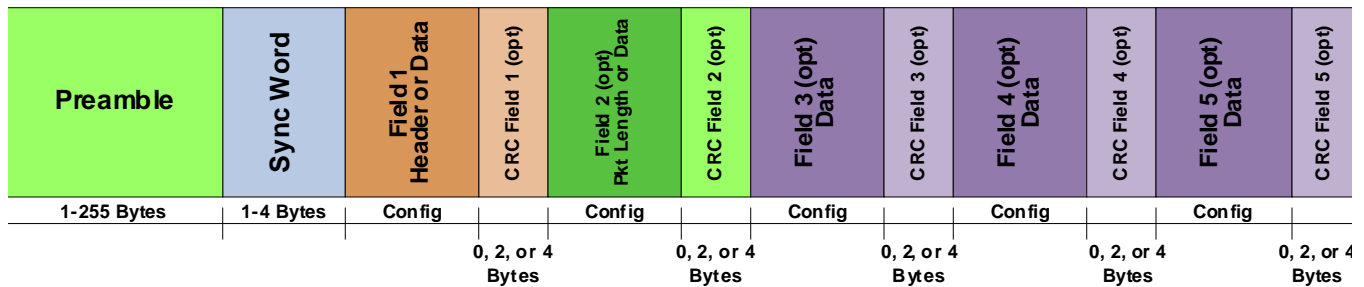 Preamble
Sync Word
Field 1
Header or Data
CRC Field 1 (opt)
Field 2 (opt)
Pkt Length or Data
CRC Field 2 (opt)
Field 3 (opt)
Data
CRC Field 3 (opt)
Field 4 (opt)
Data
CRC Field 4 (opt)
Field 5 (opt)
Data
CRC Field 5 (opt)
1-255 Bytes
1-4 Bytes
Config
Config
Config
Config
Config
0, 2, or 4
Bytes
0, 2, or 4
Bytes
0, 2, or 4
Bytes
0, 2, or 4
Bytes
0, 2, or 4
Bytes